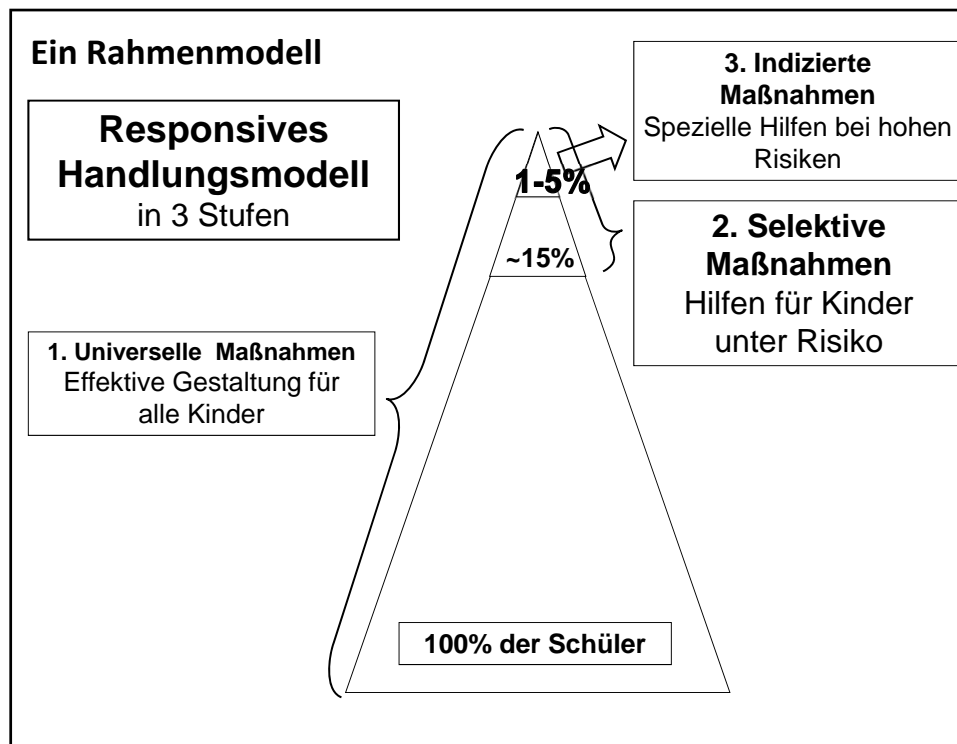 Ein Rahmenmodell
Responsives
Handlungsmodell
in 3 Stufen
3. Indizierte
Maßnahmen
Spezielle Hilfen bei hohen
Risiken
1-5%
~15%
2. Selektive
Maßnahmen
Hilfen für Kinder
unter Risiko
1. Universelle Maßnahmen
Effektive Gestaltung für
alle Kinder
100% der Schüler